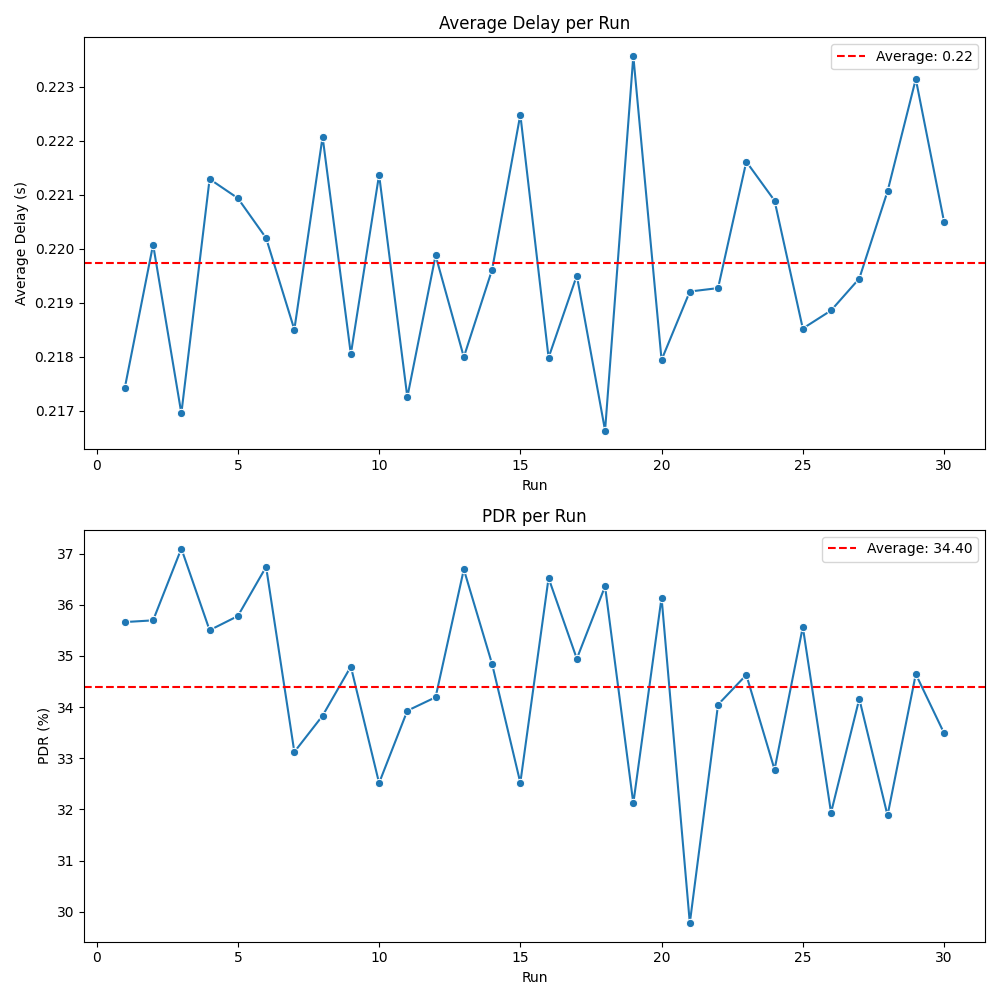 Average Delay per Run
Average: 0.22
Average Delay (s)
0.223
0.222
0.221
0.220
0.219
0.218
0.217
0 5 10 15 20 25 30
Run
PDR per Run
Average: 34.40
PDR (%)
37
36
35
34
33
32
31
30
0 5 10 15 20 25 30
Run